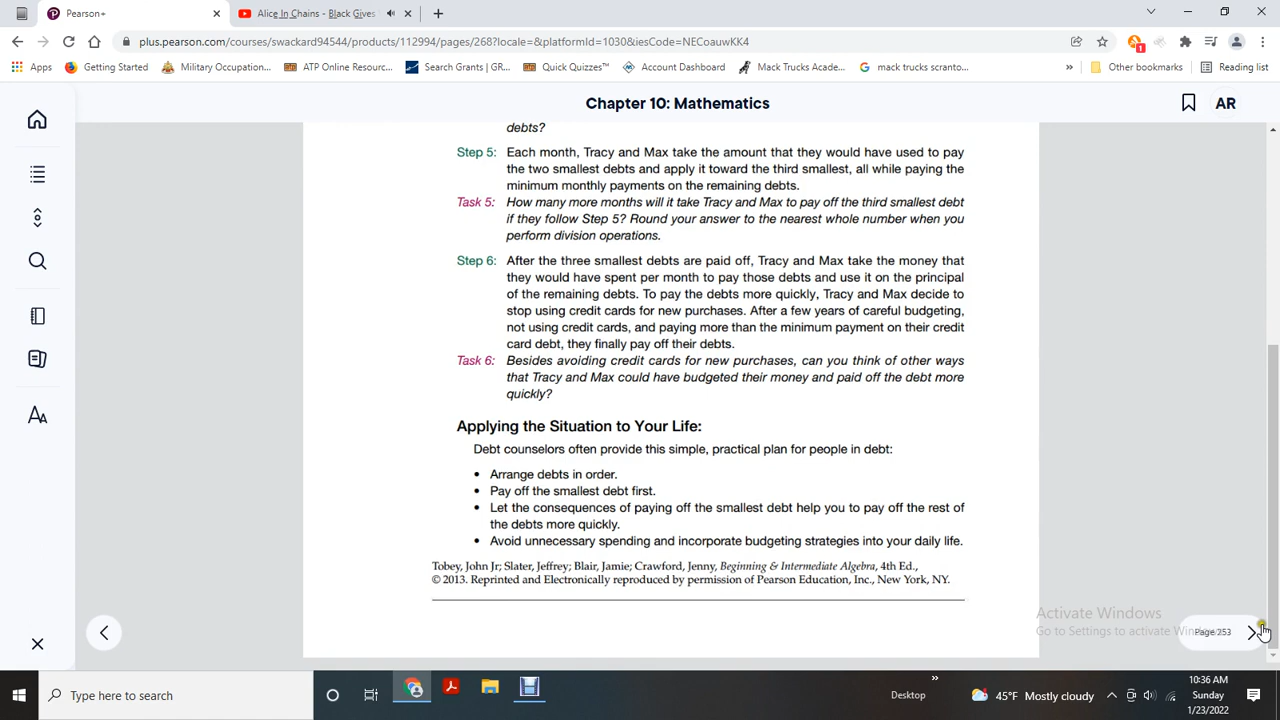 Pearson+
Alice In Chains - Black Gives
plus.pearson.com/courses/swackard94544/products/112994/pages/268?locale=&platformId=1030&iesCode=NECoauwKK4
1
Apps
Getting Started
Military Occupation...
ATP Online Resourc...
Search Grants | GR...
Quick Quizzes™
Account Dashboard
Mack Trucks Acade...
mack trucks scranto...
»
Other bookmarks
Reading list
Chapter 10: Mathematics
AR
debts?
Step 5: Each month, Tracy and Max take the amount that they would have used to pay
the two smallest debts and apply it toward the third smallest, all while paying the
minimum monthly payments on the remaining debts.
Task 5: How many more months will it take Tracy and Max to pay off the third smallest debt
if they follow Step 5? Round your answer to the nearest whole number when you
perform division operations.
Step 6: After the three smallest debts are paid off, Tracy and Max take the money that
they would have spent per month to pay those debts and use it on the principal
of the remaining debts. To pay the debts more quickly, Tracy and Max decide to
stop using credit cards for new purchases. After a few years of careful budgeting,
not using credit cards, and paying more than the minimum payment on their credit
card debt, they finally pay off their debts.
Task 6: Besides avoiding credit cards for new purchases, can you think of other ways
that Tracy and Max could have budgeted their money and paid off the debt more
quickly?
Applying the Situation to Your Life:
Debt counselors often provide this simple, practical plan for people in debt:
• Arrange debts in order.
• Pay off the smallest debt first.
• Let the consequences of paying off the smallest debt help you to pay off the rest of
the debts more quickly.
• Avoid unnecessary spending and incorporate budgeting strategies into your daily life.
Tobey, John Jr; Slater, Jeffrey; Blair, Jamie; Crawford, Jenny, Beginning & Intermediate Algebra, 4th Ed.,
© 2013. Reprinted and Electronically reproduced by permission of Pearson Education, Inc., New York, NY.
Activate Windows
Go to Settings to activate
Page 253
Type here to search
Desktop
»
45°F Mostly cloudy
10:36 AM
Sunday
1/23/2022